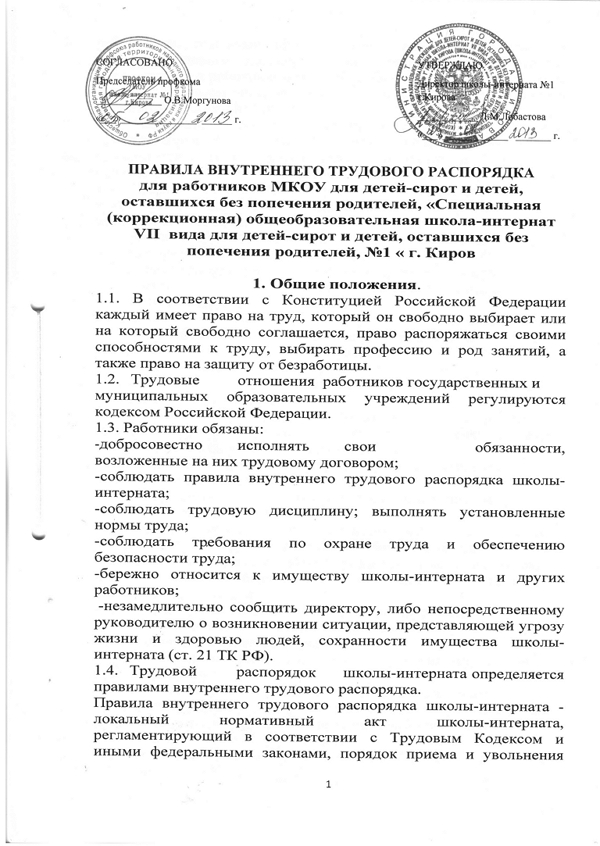 СОГЛАСОВАНО
Председатель профкома
О.В.Моргунова
02 2013 г.
УТВЕРЖДАЮ
Директор школы-интерната №1
г.Кирова
2013 г.
ПРАВИЛА ВНУТРЕННЕГО ТРУДОВОГО РАСПОРЯДКА
для работников МКОУ для детей-сирот и детей,
оставшихся без попечения родителей, «Специальная
(коррекционная) общеобразовательная школа-интернат
VII вида для детей-сирот и детей, оставшихся без
попечения родителей, №1 « г. Киров
1. Общие положения.
1.1. В соответствии с Конституцией Российской Федерации
каждый имеет право на труд, который он свободно выбирает или
на который свободно соглашается, право распоряжаться своими
способностями к труду, выбирать профессию и род занятий, а
также право на защиту от безработицы.
1.2. Трудовые отношения работников государственных и
муниципальных образовательных учреждений регулируются
кодексом Российской Федерации.
1.3. Работники обязаны:
-добросовестно исполнять свои обязанности,
возложенные на них трудовому договором;
-соблюдать правила внутреннего трудового распорядка школы-
интерната;
-соблюдать трудовую дисциплину; выполнять установленные
нормы труда;
-соблюдать требования по охране труда и обеспечению
безопасности труда;
-бережно относится к имуществу школы-интерната и других
работников;
-незамедлительно сообщить директору, либо непосредственному
руководителю о возникновении ситуации, представляющей угрозу
жизни и здоровью людей, сохранности имущества школы-
интерната (ст. 21 ТК РФ).
1.4. Трудовой распорядок школы-интерната определяется
правилами внутреннего трудового распорядка.
Правила внутреннего трудового распорядка школы-интерната -
локальный нормативный акт школы-интерната,
регламентирующий в соответствии с Трудовым Кодексом и
иными федеральными законами, порядок приема и увольнения
1